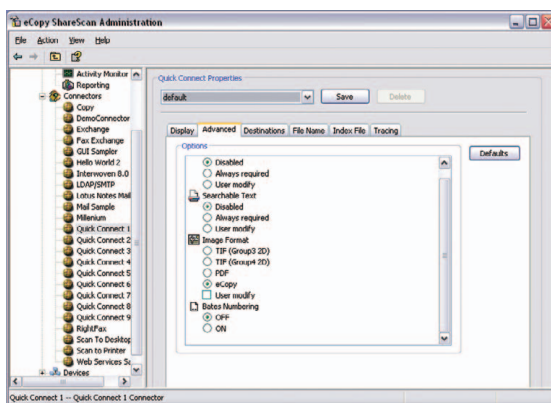 eCopy ShareScan Administration
File Action View Help
Activity Monitor
Reporting
Connectors
Copy
DemoConnector
Exchange
Fax Exchange
GUI Sampler
Hello World 2
Interwoven 8.0
LDAP/SMTP
Lotus Notes Mail
Mail Sample
Millenium
Quick Connect 1
Quick Connect 2
Quick Connect 3
Quick Connect 4
Quick Connect 5
Quick Connect 6
Quick Connect 7
Quick Connect 8
Quick Connect 9
RightFax
Scan To Desktop
Scan to Printer
Web Services Sa
Devices
Quick Connect Properties
default Save Delete
Display Advanced Destinations File Name Index File Tracing
Options
Defaults
Disabled
Always required
User modify
Searchable Text
Disabled
Always required
User modify
Image Format
TIF (Group3 2D)
TIF (Group4 2D)
PDF
eCopy
User modify
Bates Numbering
OFF
ON
Quick Connect 1 -- Quick Connect 1 Connector